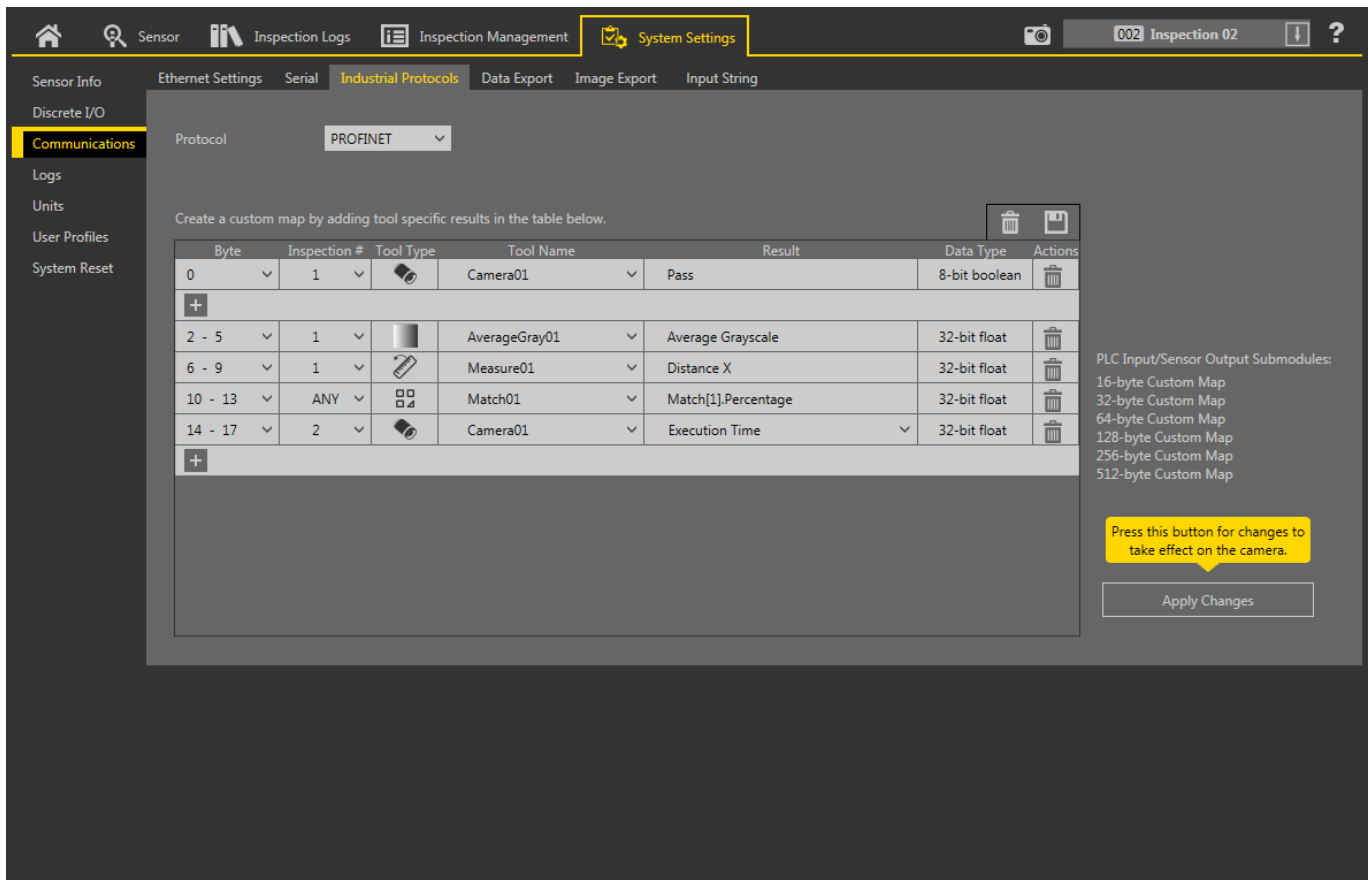 Sensor Inspection Logs Inspection Management System Settings 002 Inspection 02 ?
Sensor Info
Discrete I/O
Communications
Logs
Units
User Profiles
System Reset
Ethernet Settings Serial Industrial Protocols Data Export Image Export Input String
Protocol PROFINET
Create a custom map by adding tool specific results in the table below.
Byte Inspection # Tool Type Tool Name Result Data Type Actions
0 1 Camera01 Pass 8-bit boolean
+
2 - 5 1 AverageGray01 Average Grayscale 32-bit float
6 - 9 1 Measure01 Distance X 32-bit float
10 - 13 ANY Match01 Match[1].Percentage 32-bit float
14 - 17 2 Camera01 Execution Time 32-bit float
+
PLC Input/Sensor Output Submodules:
16-byte Custom Map
32-byte Custom Map
64-byte Custom Map
128-byte Custom Map
256-byte Custom Map
512-byte Custom Map
Press this button for changes to
take effect on the camera.
Apply Changes